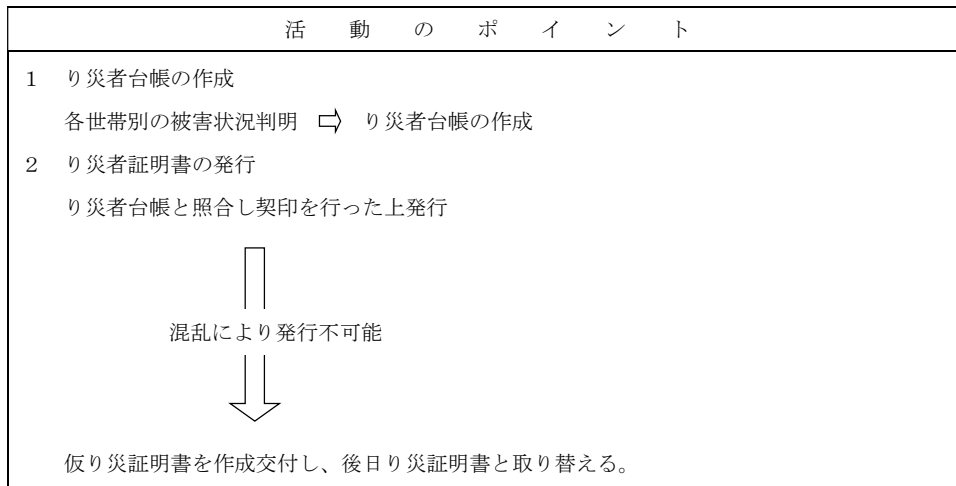 活動のポイント
1 り災者台帳の作成
各世帯別の被害状況判明 ⇨ り災者台帳の作成
2 り災者証明書の発行
り災者台帳と照合し契印を行った上発行
混乱により発行不可能
仮り災証明書を作成交付し、後日り災証明書と取り替える。